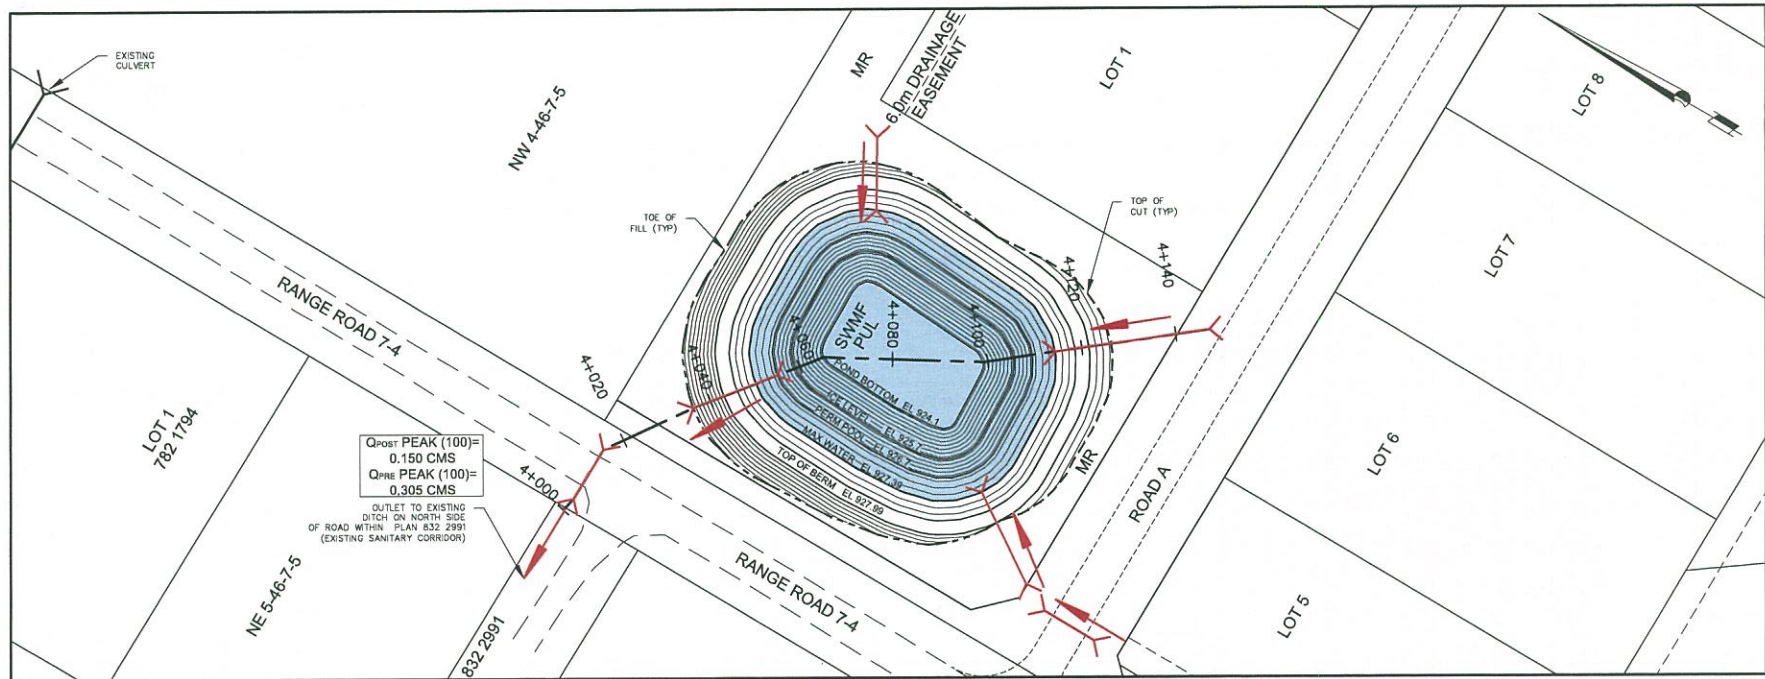 EXISTING
CULVERT
NW 4-46-7-5
MR
6.0m DRAINAGE
EASEMENT
LOT 1
LOT 8
TOE OF
FILL (TYP)
TOP OF
CUT (TYP)
4+140
4+120
4+100
4+080
4+060
4+040
4+020
4+000
SWMF
PUL
LOT 7
RANGE ROAD 7-4
POND BOTTOM EL 924.1
ICE LEVEL EL 925.7
PERM POOL EL 926.7
MAX WATER EL 927.39
TOP OF BERM EL 927.99
LOT 1
782 1794
QPOST PEAK (100)=
0.150 CMS
QPRE PEAK (100)=
0.305 CMS
OUTLET TO EXISTING
DITCH ON NORTH SIDE
OF ROAD WITHIN PLAN 832 2991
(EXISTING SANITARY CORRIDOR)
MR
ROAD A
LOT 6
NE 5-46-7-5
RANGE ROAD 7-4
832 2991
LOT 5